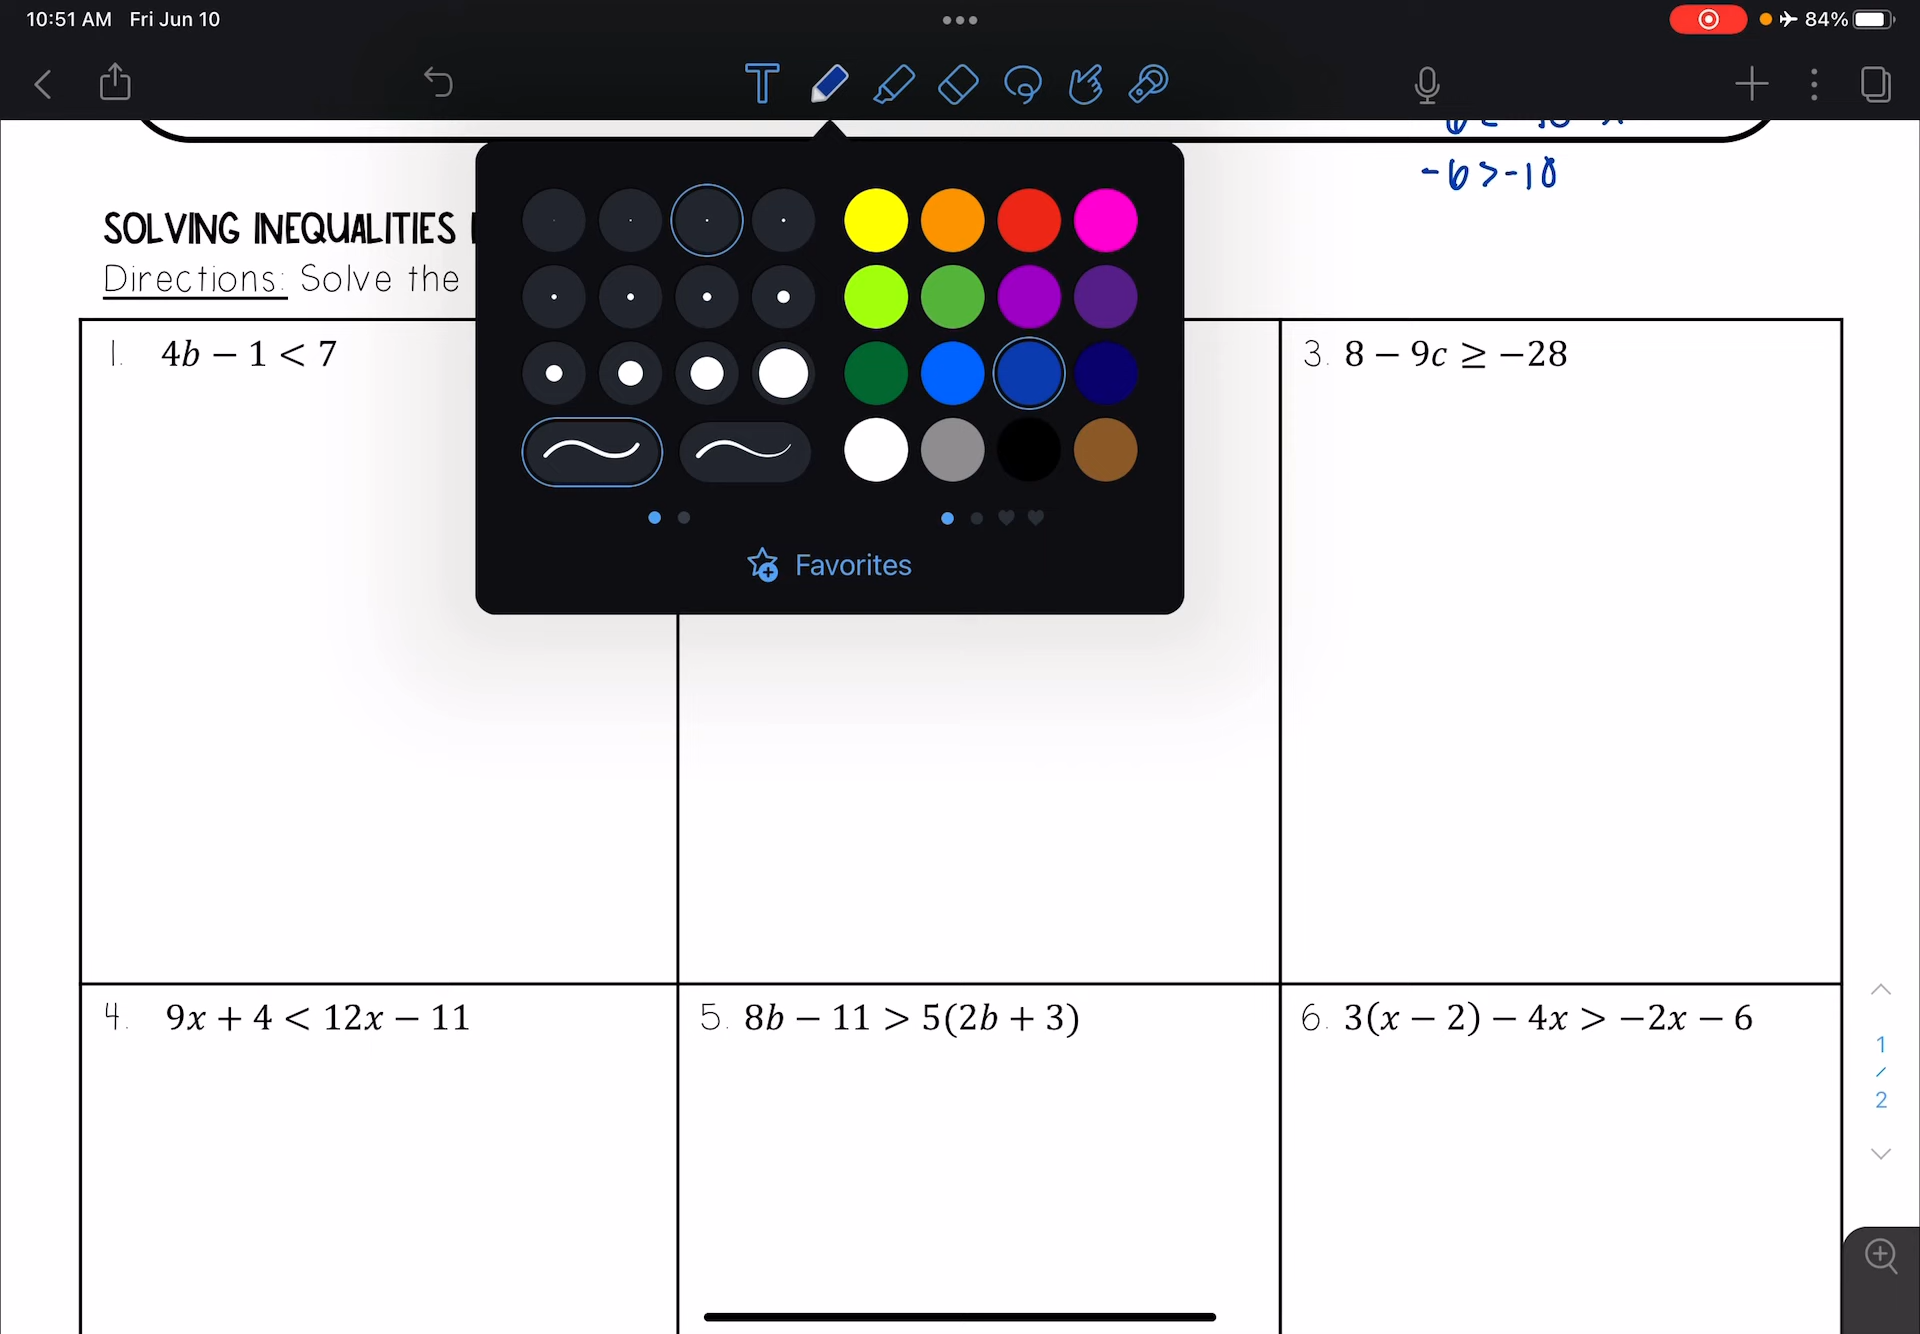 10:51 AM Fri Jun 10
84%
-6 > -10
SOLVING INEQUALITIES
Directions: Solve the
1. 4b − 1 < 7
3. 8 − 9c ≥ −28
Favorites
4. 9x + 4 < 12x − 11
5. 8b − 11 > 5(2b + 3)
6. 3(x − 2) − 4x > −2x − 6
1
/
2